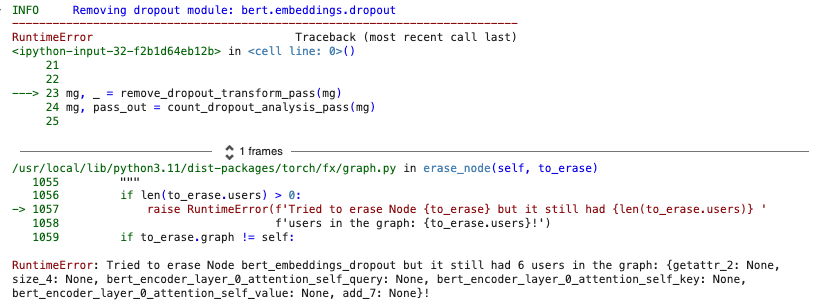 INFO     Removing dropout module: bert.embeddings.dropout
---------------------------------------------------------------------------
RuntimeError                              Traceback (most recent call last)
<ipython-input-32-f2b1d64eb12b> in <cell line: 0>()
     21
     22
---> 23 mg, _ = remove_dropout_transform_pass(mg)
     24 mg, pass_out = count_dropout_analysis_pass(mg)
     25
1 frames
/usr/local/lib/python3.11/dist-packages/torch/fx/graph.py in erase_node(self, to_erase)
   1055         """
   1056         if len(to_erase.users) > 0:
-> 1057             raise RuntimeError(f'Tried to erase Node {to_erase} but it still had {len(to_erase.users)} '
   1058                                f'users in the graph: {to_erase.users}!')
   1059         if to_erase.graph != self:
RuntimeError: Tried to erase Node bert_embeddings_dropout but it still had 6 users in the graph: {getattr_2: None,
size_4: None, bert_encoder_layer_0_attention_self_query: None, bert_encoder_layer_0_attention_self_key: None,
bert_encoder_layer_0_attention_self_value: None, add_7: None}!